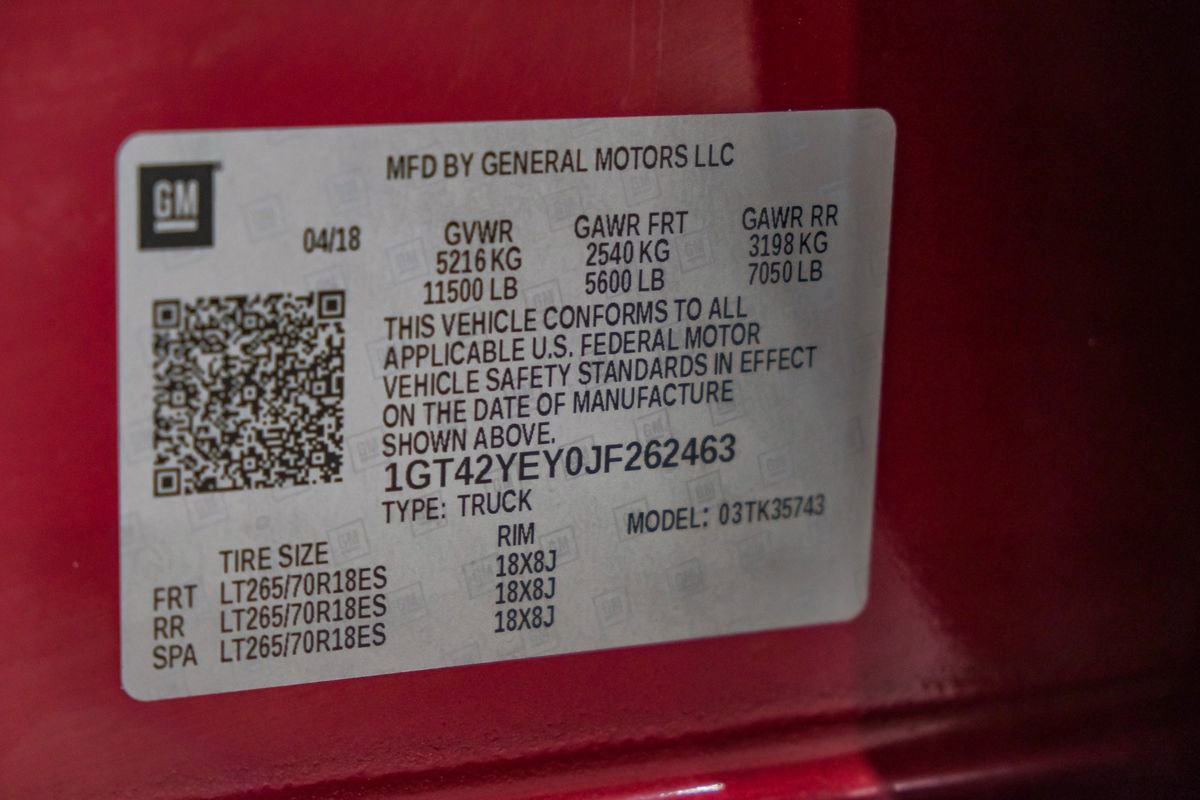 GM
MFD BY GENERAL MOTORS LLC
04/18 GVWR GAWR FRT GAWR RR
5216 KG 2540 KG 3198 KG
11500 LB 5600 LB 7050 LB
THIS VEHICLE CONFORMS TO ALL
APPLICABLE U.S. FEDERAL MOTOR
VEHICLE SAFETY STANDARDS IN EFFECT
ON THE DATE OF MANUFACTURE
SHOWN ABOVE.
1GT42YEY0JF262463
TYPE: TRUCK MODEL: 03TK35743
TIRE SIZE RIM
FRT LT265/70R18ES 18X8J
RR LT265/70R18ES 18X8J
SPA LT265/70R18ES 18X8J